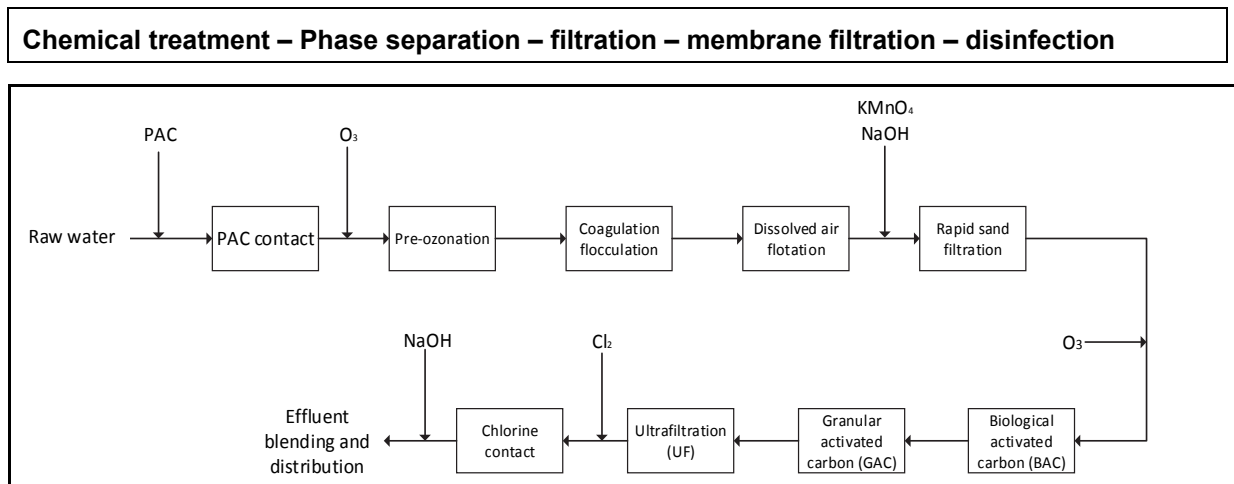 Chemical treatment – Phase separation – filtration – membrane filtration – disinfection
PAC
O₃
KMnO₄
NaOH
Raw water
PAC contact
Pre-ozonation
Coagulation
flocculation
Dissolved air
flotation
Rapid sand
filtration
O₃
NaOH
Cl₂
Effluent
blending and
distribution
Chlorine
contact
Ultrafiltration
(UF)
Granular
activated
carbon (GAC)
Biological
activated
carbon (BAC)